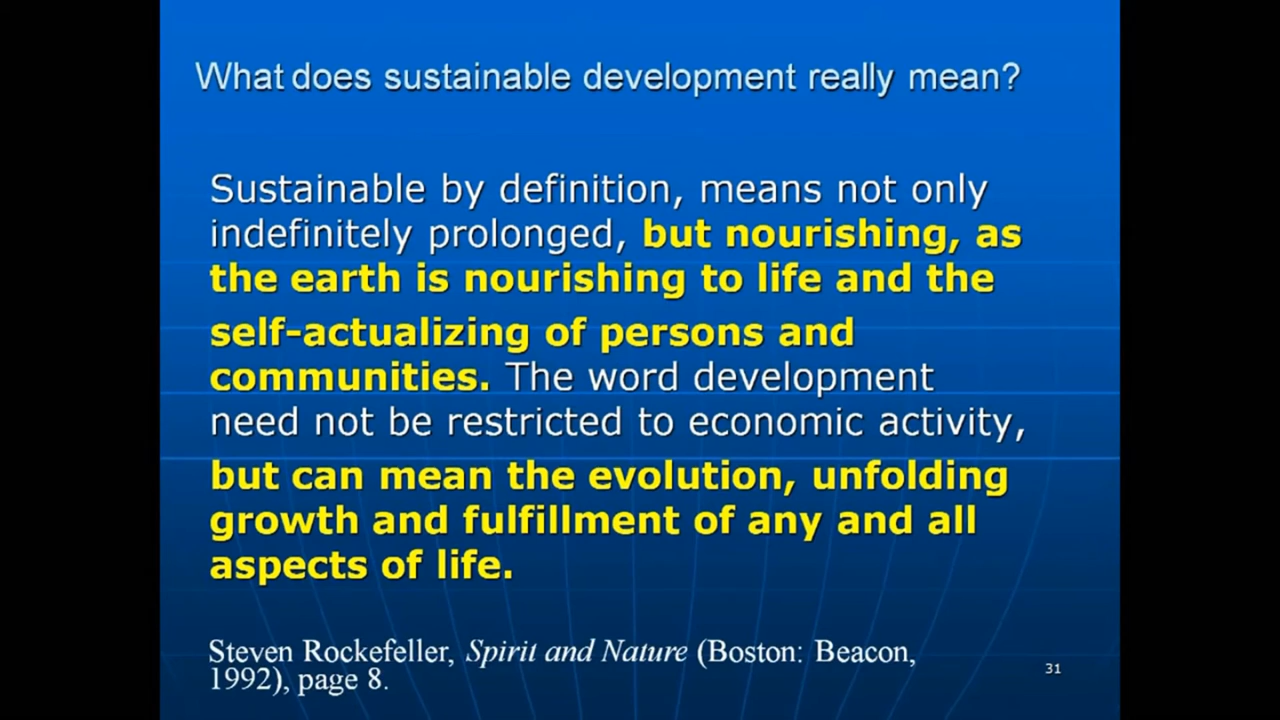 What does sustainable development really mean?
Sustainable by definition, means not only
indefinitely prolonged, but nourishing, as
the earth is nourishing to life and the
self-actualizing of persons and
communities. The word development
need not be restricted to economic activity,
but can mean the evolution, unfolding
growth and fulfillment of any and all
aspects of life.
Steven Rockefeller, Spirit and Nature (Boston: Beacon,
1992), page 8.
31